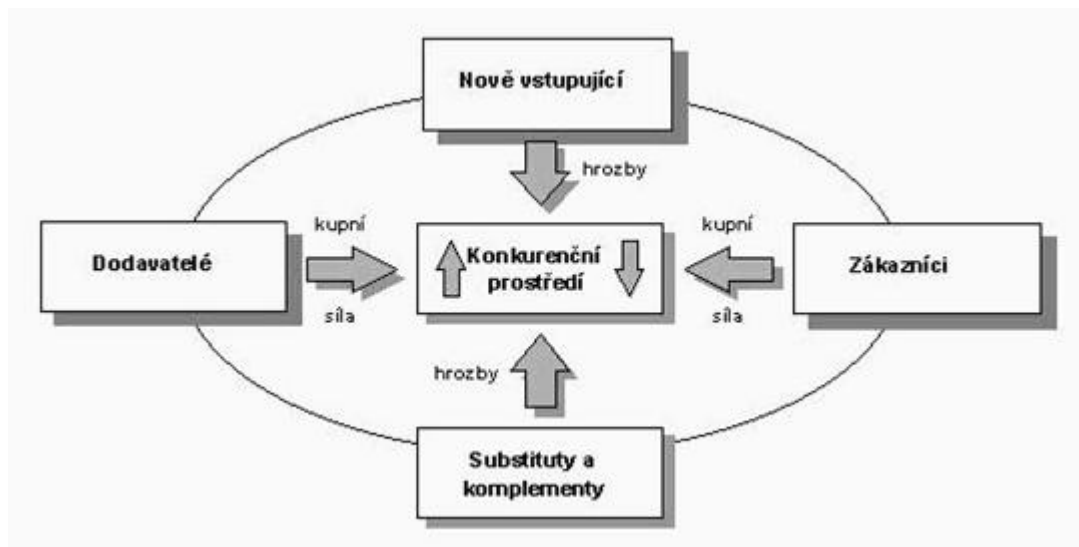 Nově vstupující
hrozby
kupní
Dodavatelé
síla
Konkurenční
prostředí
kupní
Zákazníci
síla
hrozby
Substituty a
komplementy